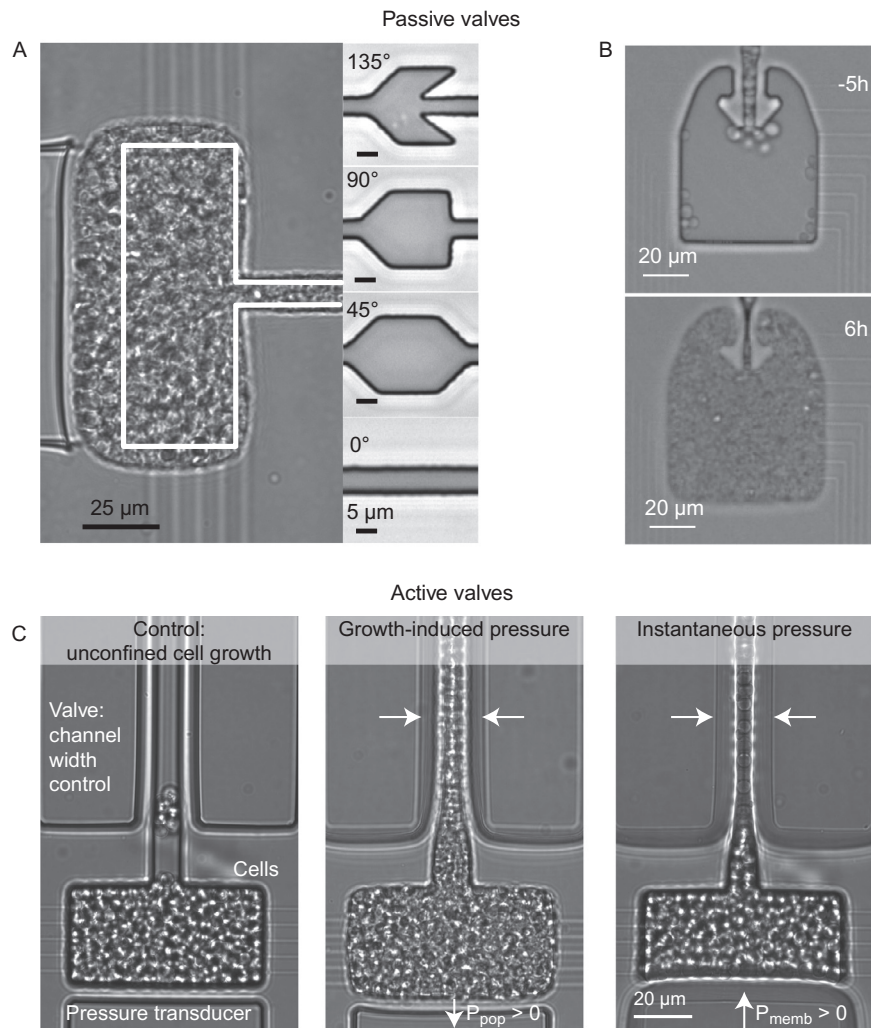 Passive valves
A
135°
90°
45°
0°
5 µm
25 µm
B
-5h
20 µm
6h
20 µm
Active valves
C
Control:
unconfined cell growth
Valve:
channel
width
control
Cells
Pressure transducer
Growth-induced pressure
Ppop > 0
Instantaneous pressure
20 µm
Pmemb > 0